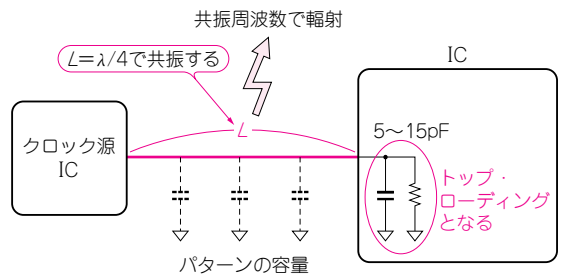 共振周波数で輻射
L＝λ/4で共振する
IC
L
5～15pF
クロック源
IC
トップ・
ローディング
となる
パターンの容量